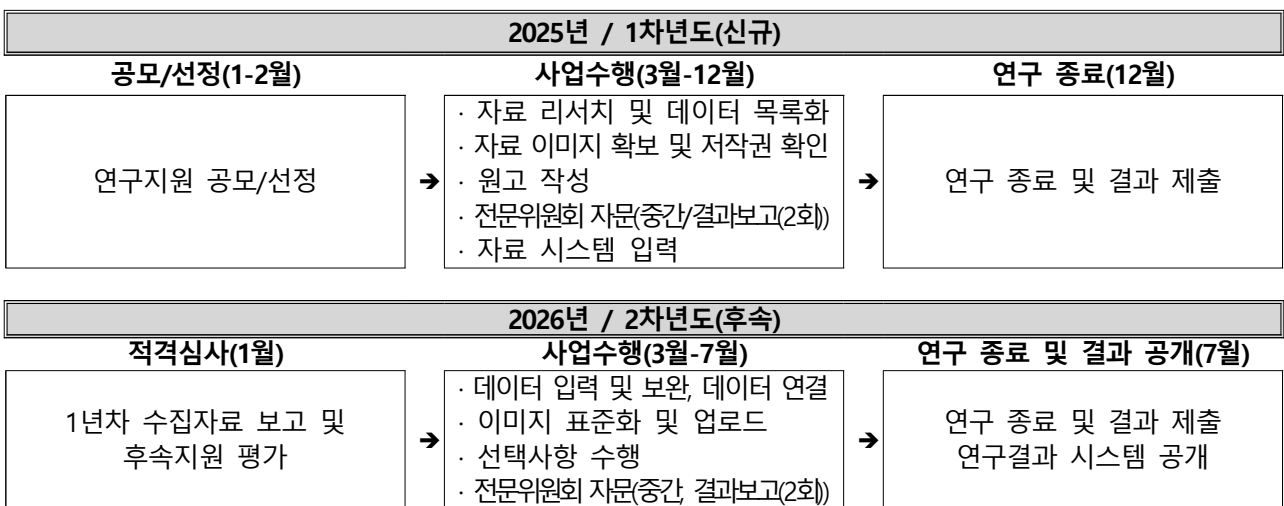 2025년 / 1차년도(신규)
공모/선정(1-2월)
사업수행(3월-12월)
연구 종료(12월)
연구지원 공모/선정
➔
· 자료 리서치 및 데이터 목록화
· 자료 이미지 확보 및 저작권 확인
· 원고 작성
· 전문위원회 자문(중간/결과보고(2회))
· 자료 시스템 입력
➔
연구 종료 및 결과 제출
2026년 / 2차년도(후속)
적격심사(1월)
사업수행(3월-7월)
연구 종료 및 결과 공개(7월)
1년차 수집자료 보고 및
후속지원 평가
➔
· 데이터 입력 및 보완, 데이터 연결
· 이미지 표준화 및 업로드
· 선택사항 수행
· 전문위원회 자문(중간, 결과보고(2회))
➔
연구 종료 및 결과 제출
연구결과 시스템 공개